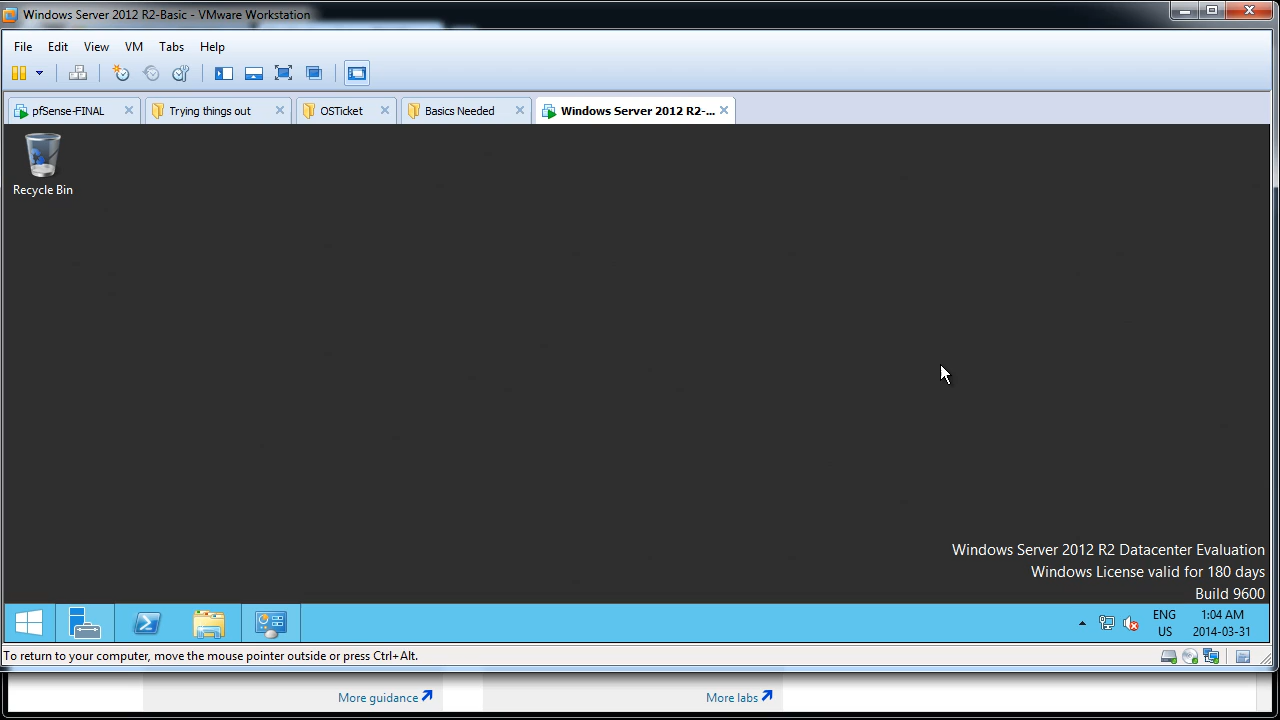 Windows Server 2012 R2-Basic - VMware Workstation
File Edit View VM Tabs Help
pfSense-FINAL Trying things out OSTicket Basics Needed Windows Server 2012 R2-...
Recycle Bin
Windows Server 2012 R2 Datacenter Evaluation
Windows License valid for 180 days
Build 9600
ENG 1:04 AM
US 2014-03-31
To return to your computer, move the mouse pointer outside or press Ctrl+Alt.
More guidance More labs